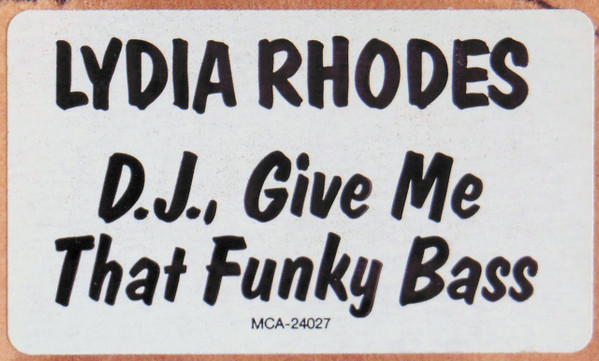 LYDIA RHODES
D.J., Give Me
That Funky Bass
MCA-24027